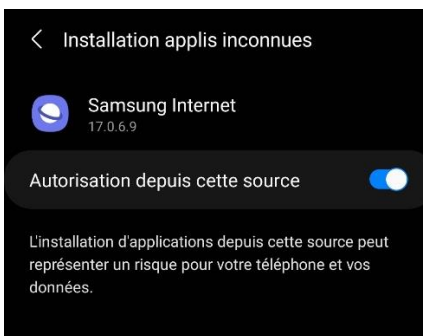 Installation applis inconnues
Samsung Internet
17.0.6.9
Autorisation depuis cette source
L'installation d'applications depuis cette source peut
représenter un risque pour votre téléphone et vos
données.